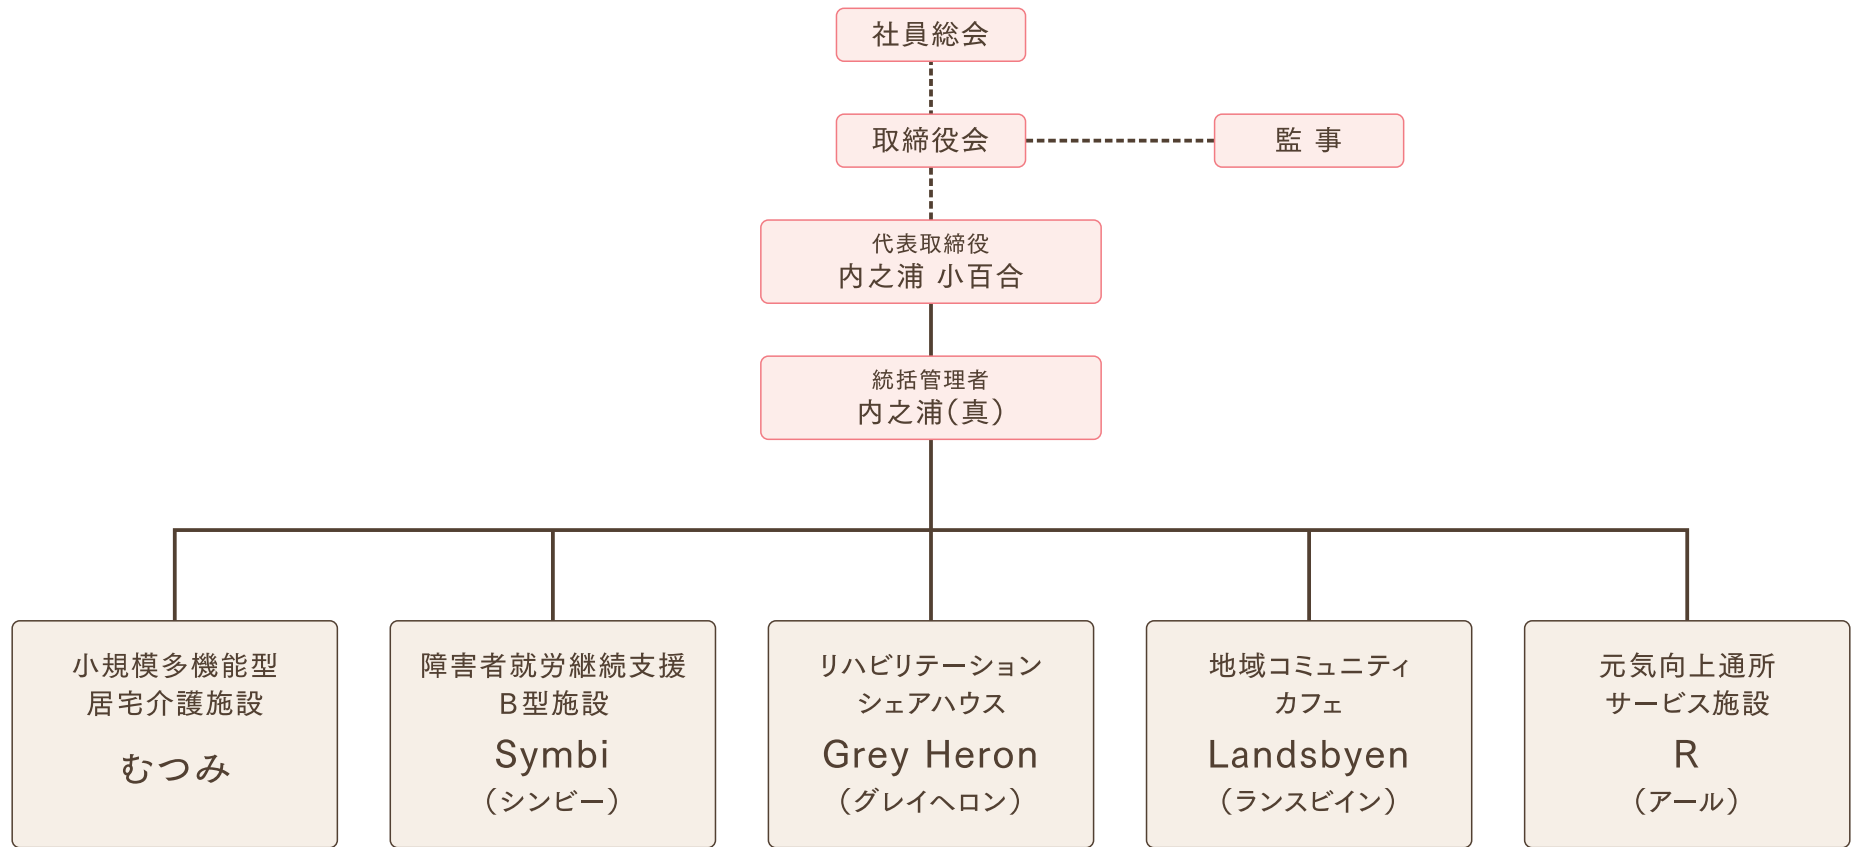 社員総会
取締役会
監 事
代表取締役
内之浦 小百合
統括管理者
内之浦(真)
小規模多機能型
居宅介護施設
むつみ
障害者就労継続支援
B型施設
Symbi
(シンビー)
リハビリテーション
シェアハウス
Grey Heron
(グレイヘロン)
地域コミュニティ
カフェ
Landsbyen
(ランスビイン)
元気向上通所
サービス施設
R
(アール)